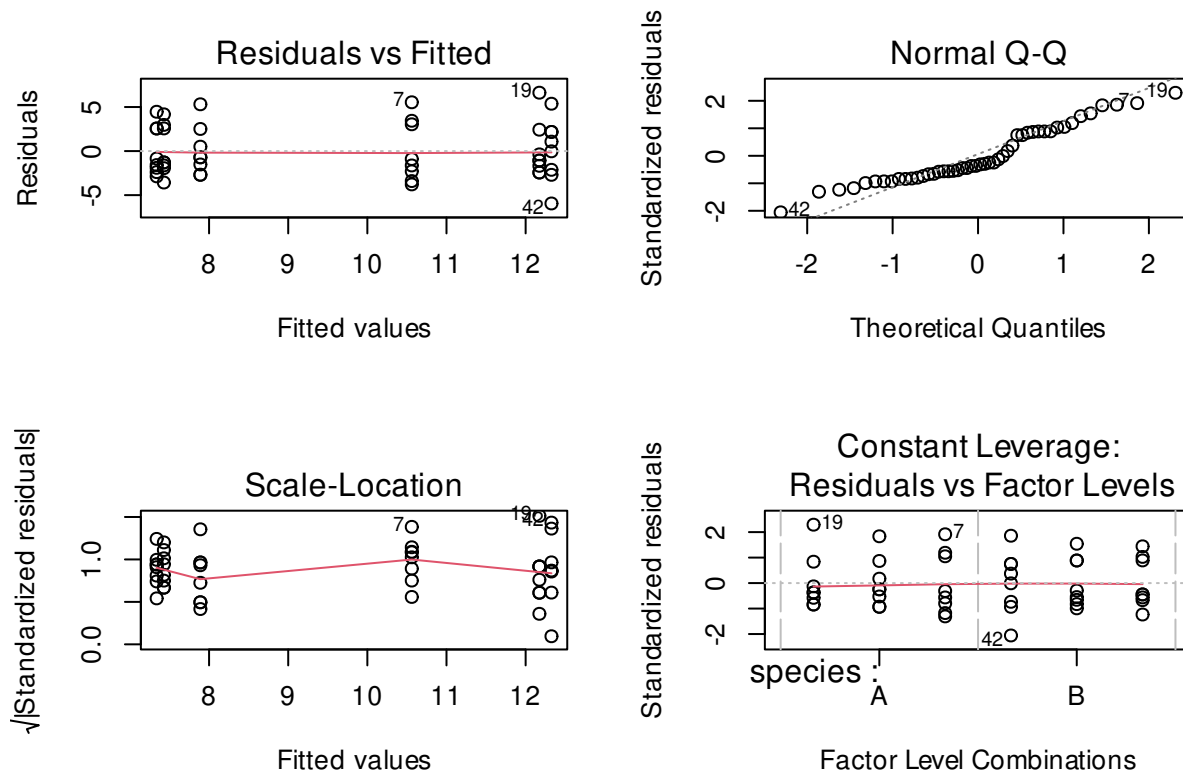 Residuals vs Fitted
Residuals
5
0
-5
7
19
42
8 9 10 11 12
Fitted values
Normal Q-Q
Standardized residuals
2
0
-2
42
7
19
-2 -1 0 1 2
Theoretical Quantiles
Scale-Location
√|Standardized residuals|
1.0
0.0
7
19
42
8 9 10 11 12
Fitted values
Constant Leverage:
Residuals vs Factor Levels
Standardized residuals
2
0
-2
19
7
42
species :
A B
Factor Level Combinations